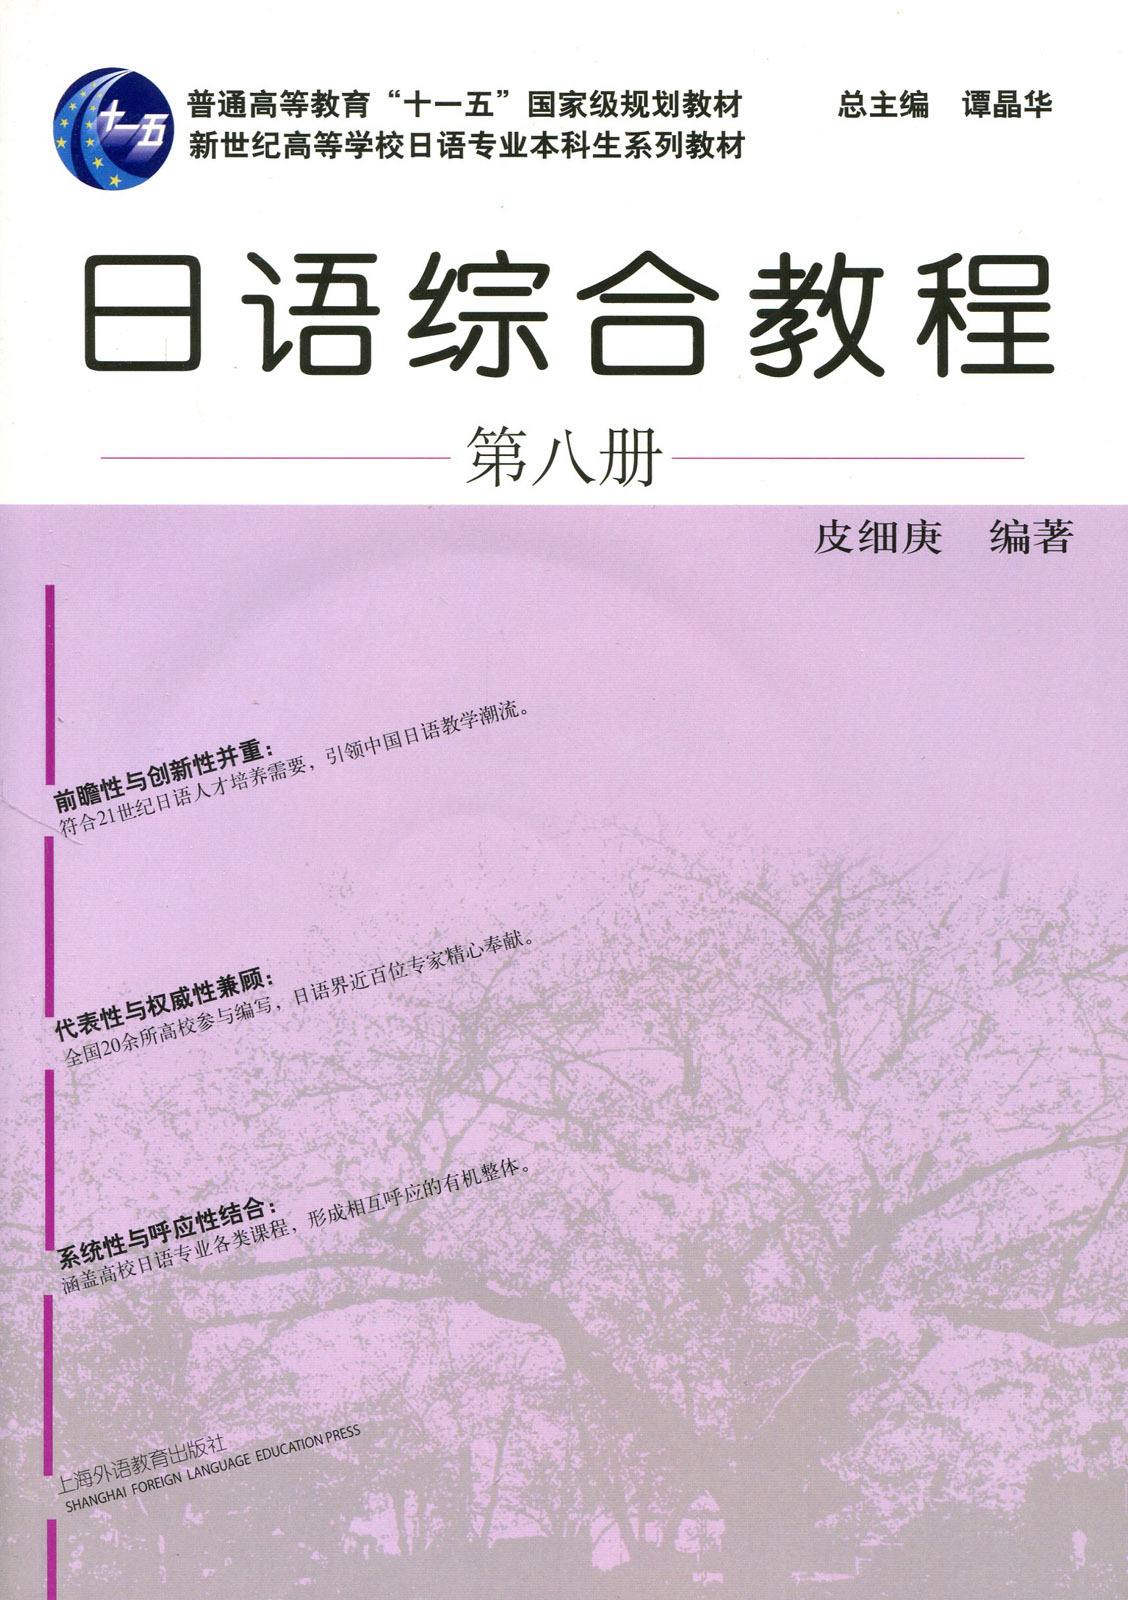 十一五
普通高等教育“十一五”国家级规划教材 总主编 谭晶华
新世纪高等学校日语专业本科生系列教材
日语综合教程
第八册
皮细庚 编著
前瞻性与创新性并重：
符合21世纪日语人才培养需要，引领中国日语教学潮流。
代表性与权威性兼顾：
全国20余所高校参与编写，日语界近百位专家精心奉献。
系统性与呼应性结合：
涵盖高校日语专业各类课程，形成相互呼应的有机整体。
上海外语教育出版社
SHANGHAI FOREIGN LANGUAGE EDUCATION PRESS